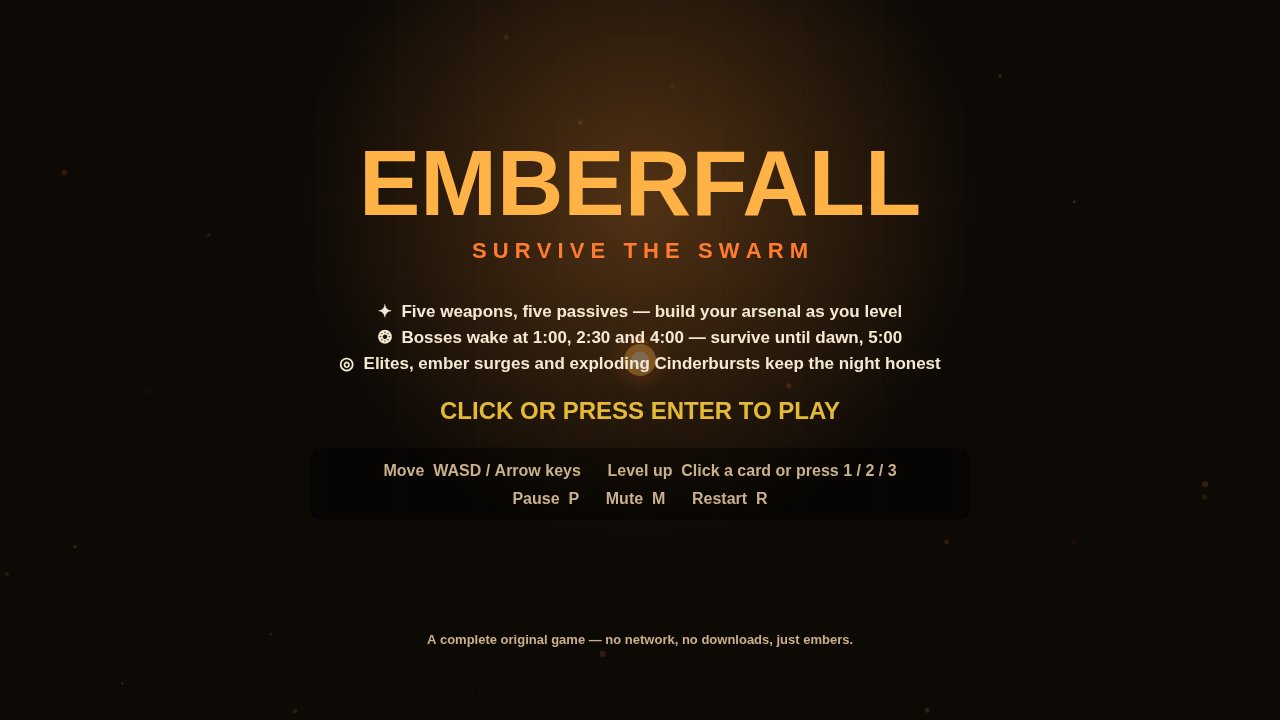 EMBERFALL
SURVIVE THE SWARM
✦ Five weapons, five passives — build your arsenal as you level
❂ Bosses wake at 1:00, 2:30 and 4:00 — survive until dawn, 5:00
◎ Elites, ember surges and exploding Cinderbursts keep the night honest
CLICK OR PRESS ENTER TO PLAY
Move WASD / Arrow keys Level up Click a card or press 1 / 2 / 3
Pause P Mute M Restart R
A complete original game — no network, no downloads, just embers.